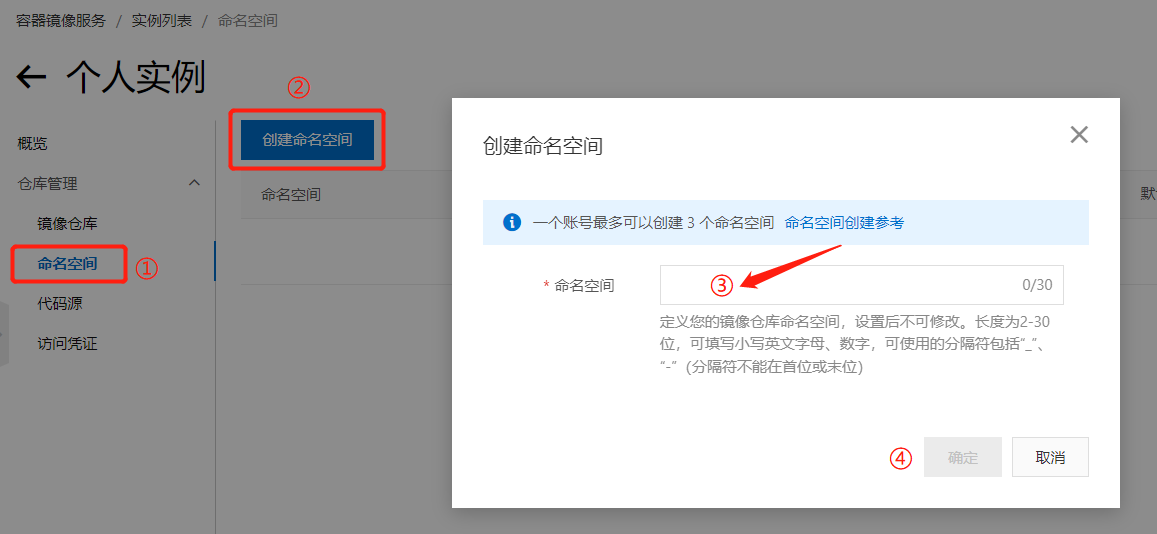 容器镜像服务 / 实例列表 / 命名空间
← 个人实例
②
创建命名空间
概览
仓库管理
命名空间
默
镜像仓库
命名空间 ①
代码源
访问凭证
创建命名空间
一个账号最多可以创建 3 个命名空间 命名空间创建参考
* 命名空间 ③ 0/30
定义您的镜像仓库命名空间，设置后不可修改。长度为2-30
位，可填写小写英文字母、数字，可使用的分隔符包括“_”、
“-”（分隔符不能在首位或末位）
④ 确定 取消